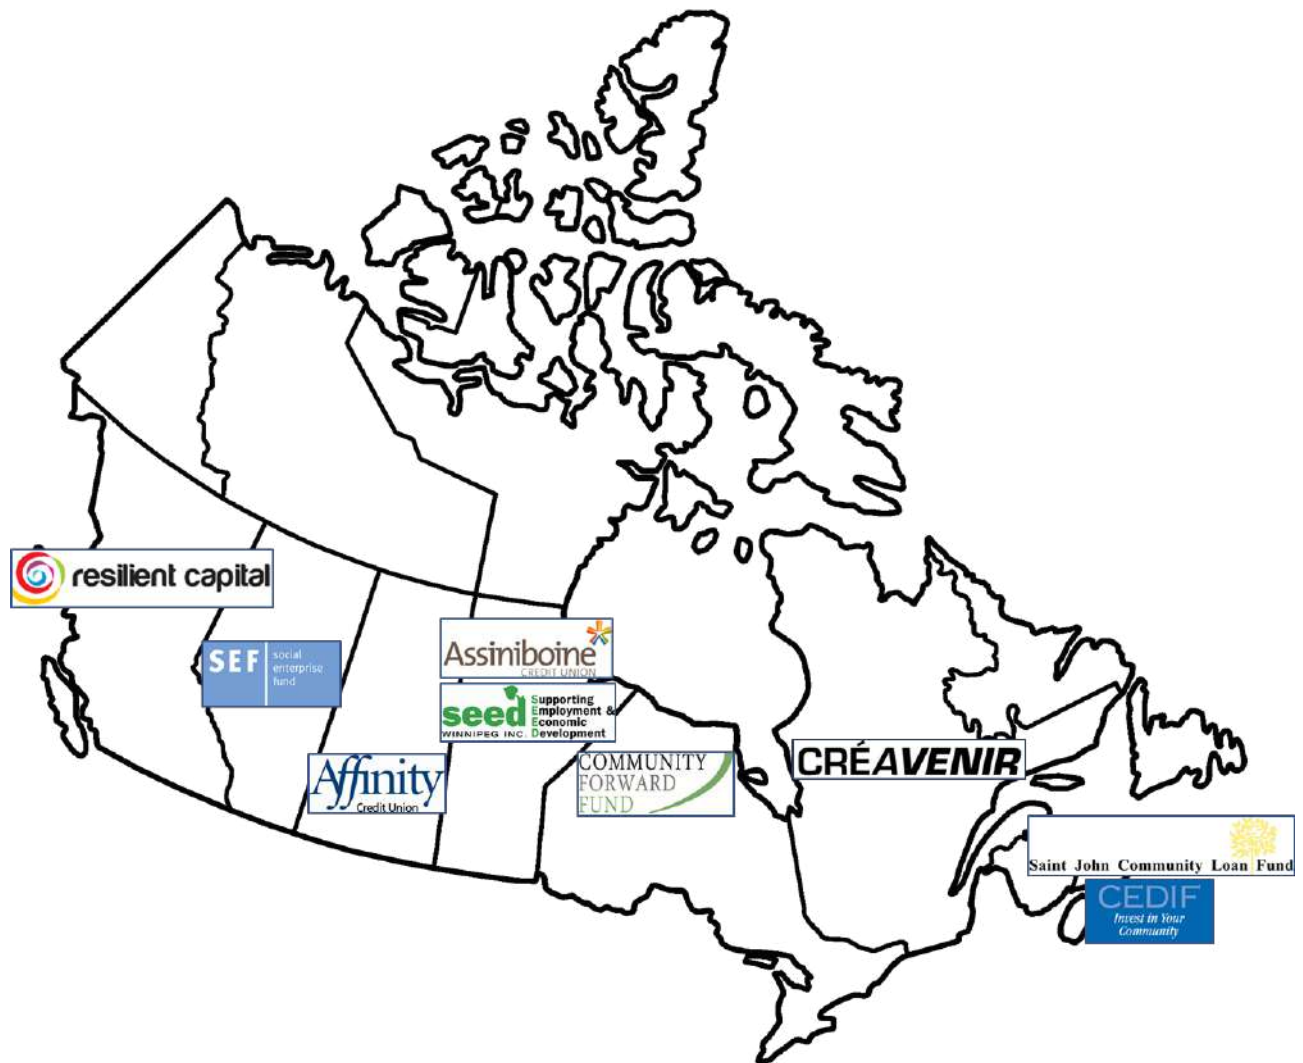 resilient capital
SEF social
enterprise
fund
Assiniboine
CREDIT UNION
seed Supporting
Employment &
Economic
WINNIPEG INC. Development
Affinity
Credit Union
COMMUNITY
FORWARD
FUND
CRÉAVENIR
Saint John Community Loan Fund
CEDIF
Invest in Your
Community